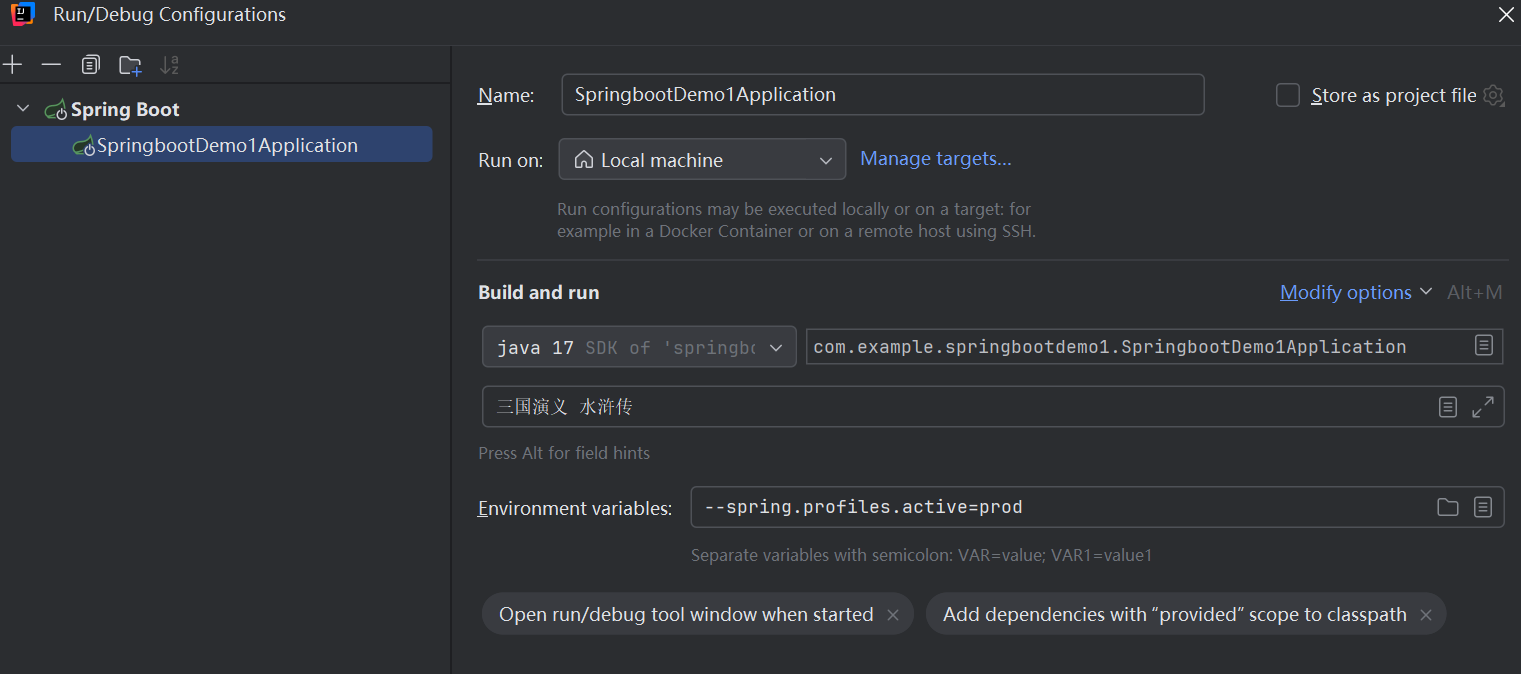 Run/Debug Configurations
Spring Boot
SpringbootDemo1Application
Name: SpringbootDemo1Application Store as project file
Run on: Local machine Manage targets...
Run configurations may be executed locally or on a target: for
example in a Docker Container or on a remote host using SSH.
Build and run Modify options Alt+M
java 17 SDK of 'springbo com.example.springbootdemo1.SpringbootDemo1Application
三国演义 水浒传
Press Alt for field hints
Environment variables: --spring.profiles.active=prod
Separate variables with semicolon: VAR=value; VAR1=value1
Open run/debug tool window when started × Add dependencies with “provided” scope to classpath ×